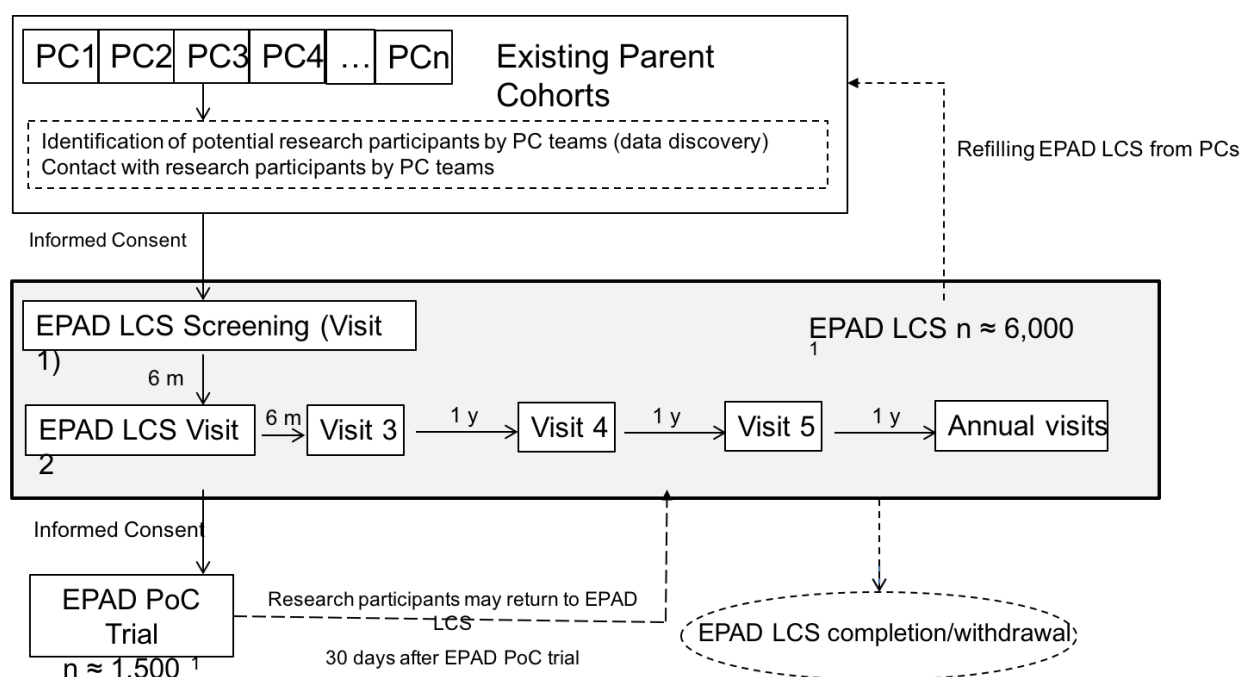 PC1 PC2 PC3 PC4 ... PCn
Existing Parent
Cohorts
Identification of potential research participants by PC teams (data discovery)
Contact with research participants by PC teams
Refilling EPAD LCS from PCs
Informed Consent
EPAD LCS Screening (Visit
1)
EPAD LCS n ≈ 6,000
1
6 m
EPAD LCS Visit
2
6 m
Visit 3
1 y
Visit 4
1 y
Visit 5
1 y
Annual visits
Informed Consent
EPAD PoC
Trial
n ≈ 1,500 1
Research participants may return to EPAD
LCS
30 days after EPAD PoC trial
EPAD LCS completion/withdrawal